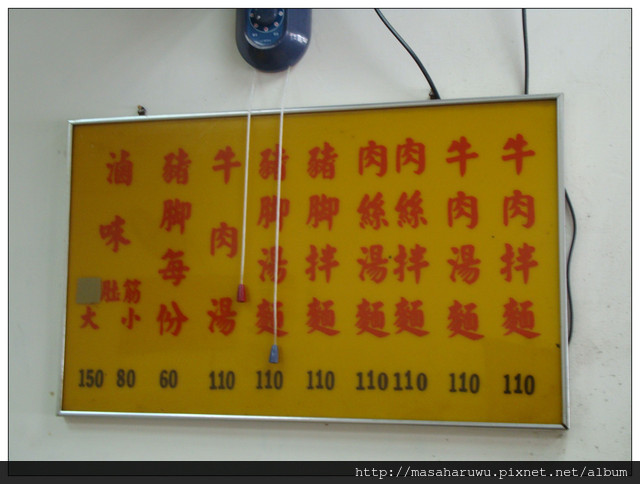 牛肉拌麵 110
牛肉湯麵 110
肉絲拌麵 110
肉絲湯麵 110
豬腳拌麵 110
豬腳湯麵 110
牛肉湯 110
豬腳每份 60
滷味
筋 肚
小 80
大 150
http://masaharuwu.pixnet.net/album